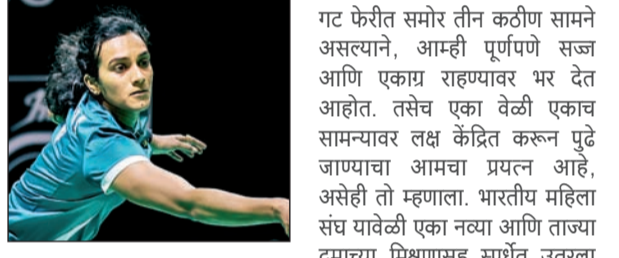 गट फेरीत समोर तीन कठीण सामने
असल्याने, आम्ही पूर्णपणे सज्ज
आणि एकाग्र राहण्यावर भर देत
आहोत. तसेच एका वेळी एकाच
सामन्यावर लक्ष केंद्रित करून पुढे
जाण्याचा आमचा प्रयत्न आहे,
असेही तो म्हणाला. भारतीय महिला
संघ यावेळी एका नव्या आणि ताज्या